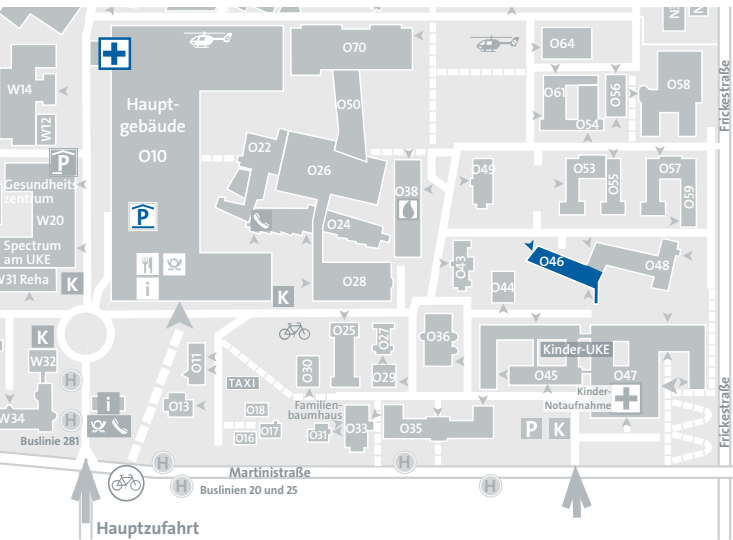 N
N
O70
O64
W14
O50
O61
O56
O58
O54
Haupt-
gebäude
O10
Frickestraße
W12
P
O22
O26
O38
O49
O53
O55
O57
O59
Gesundheits
zentrum
W20
P
O24
Spectrum
am UKE
W31 Reha
K
i
K
O28
O43
O44
O46
O48
K
W32
O25
O27
O36
Kinder-UKE
O11
O30
O29
TAXI
O45
O47
H
i
O13
O18
Familien-
baumhaus
Kinder-
Notaufnahme
Frickestraße
W34
H
O16
O17
O31
O33
O35
P
K
Buslinie 281
H
H
Martinistraße
H
Buslinien 20 und 25
H
Hauptzufahrt